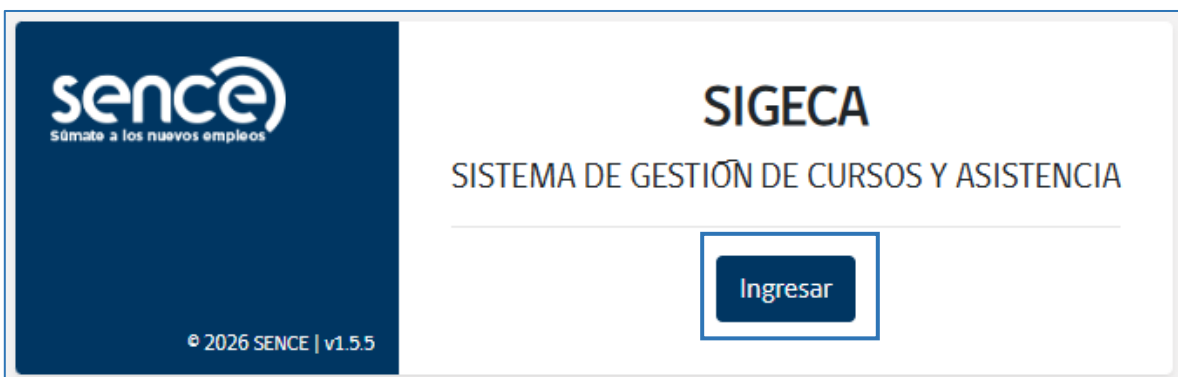 sence
Súmate a los nuevos empleos
SIGECA
SISTEMA DE GESTIÓN DE CURSOS Y ASISTENCIA
Ingresar
© 2026 SENCE | v1.5.5